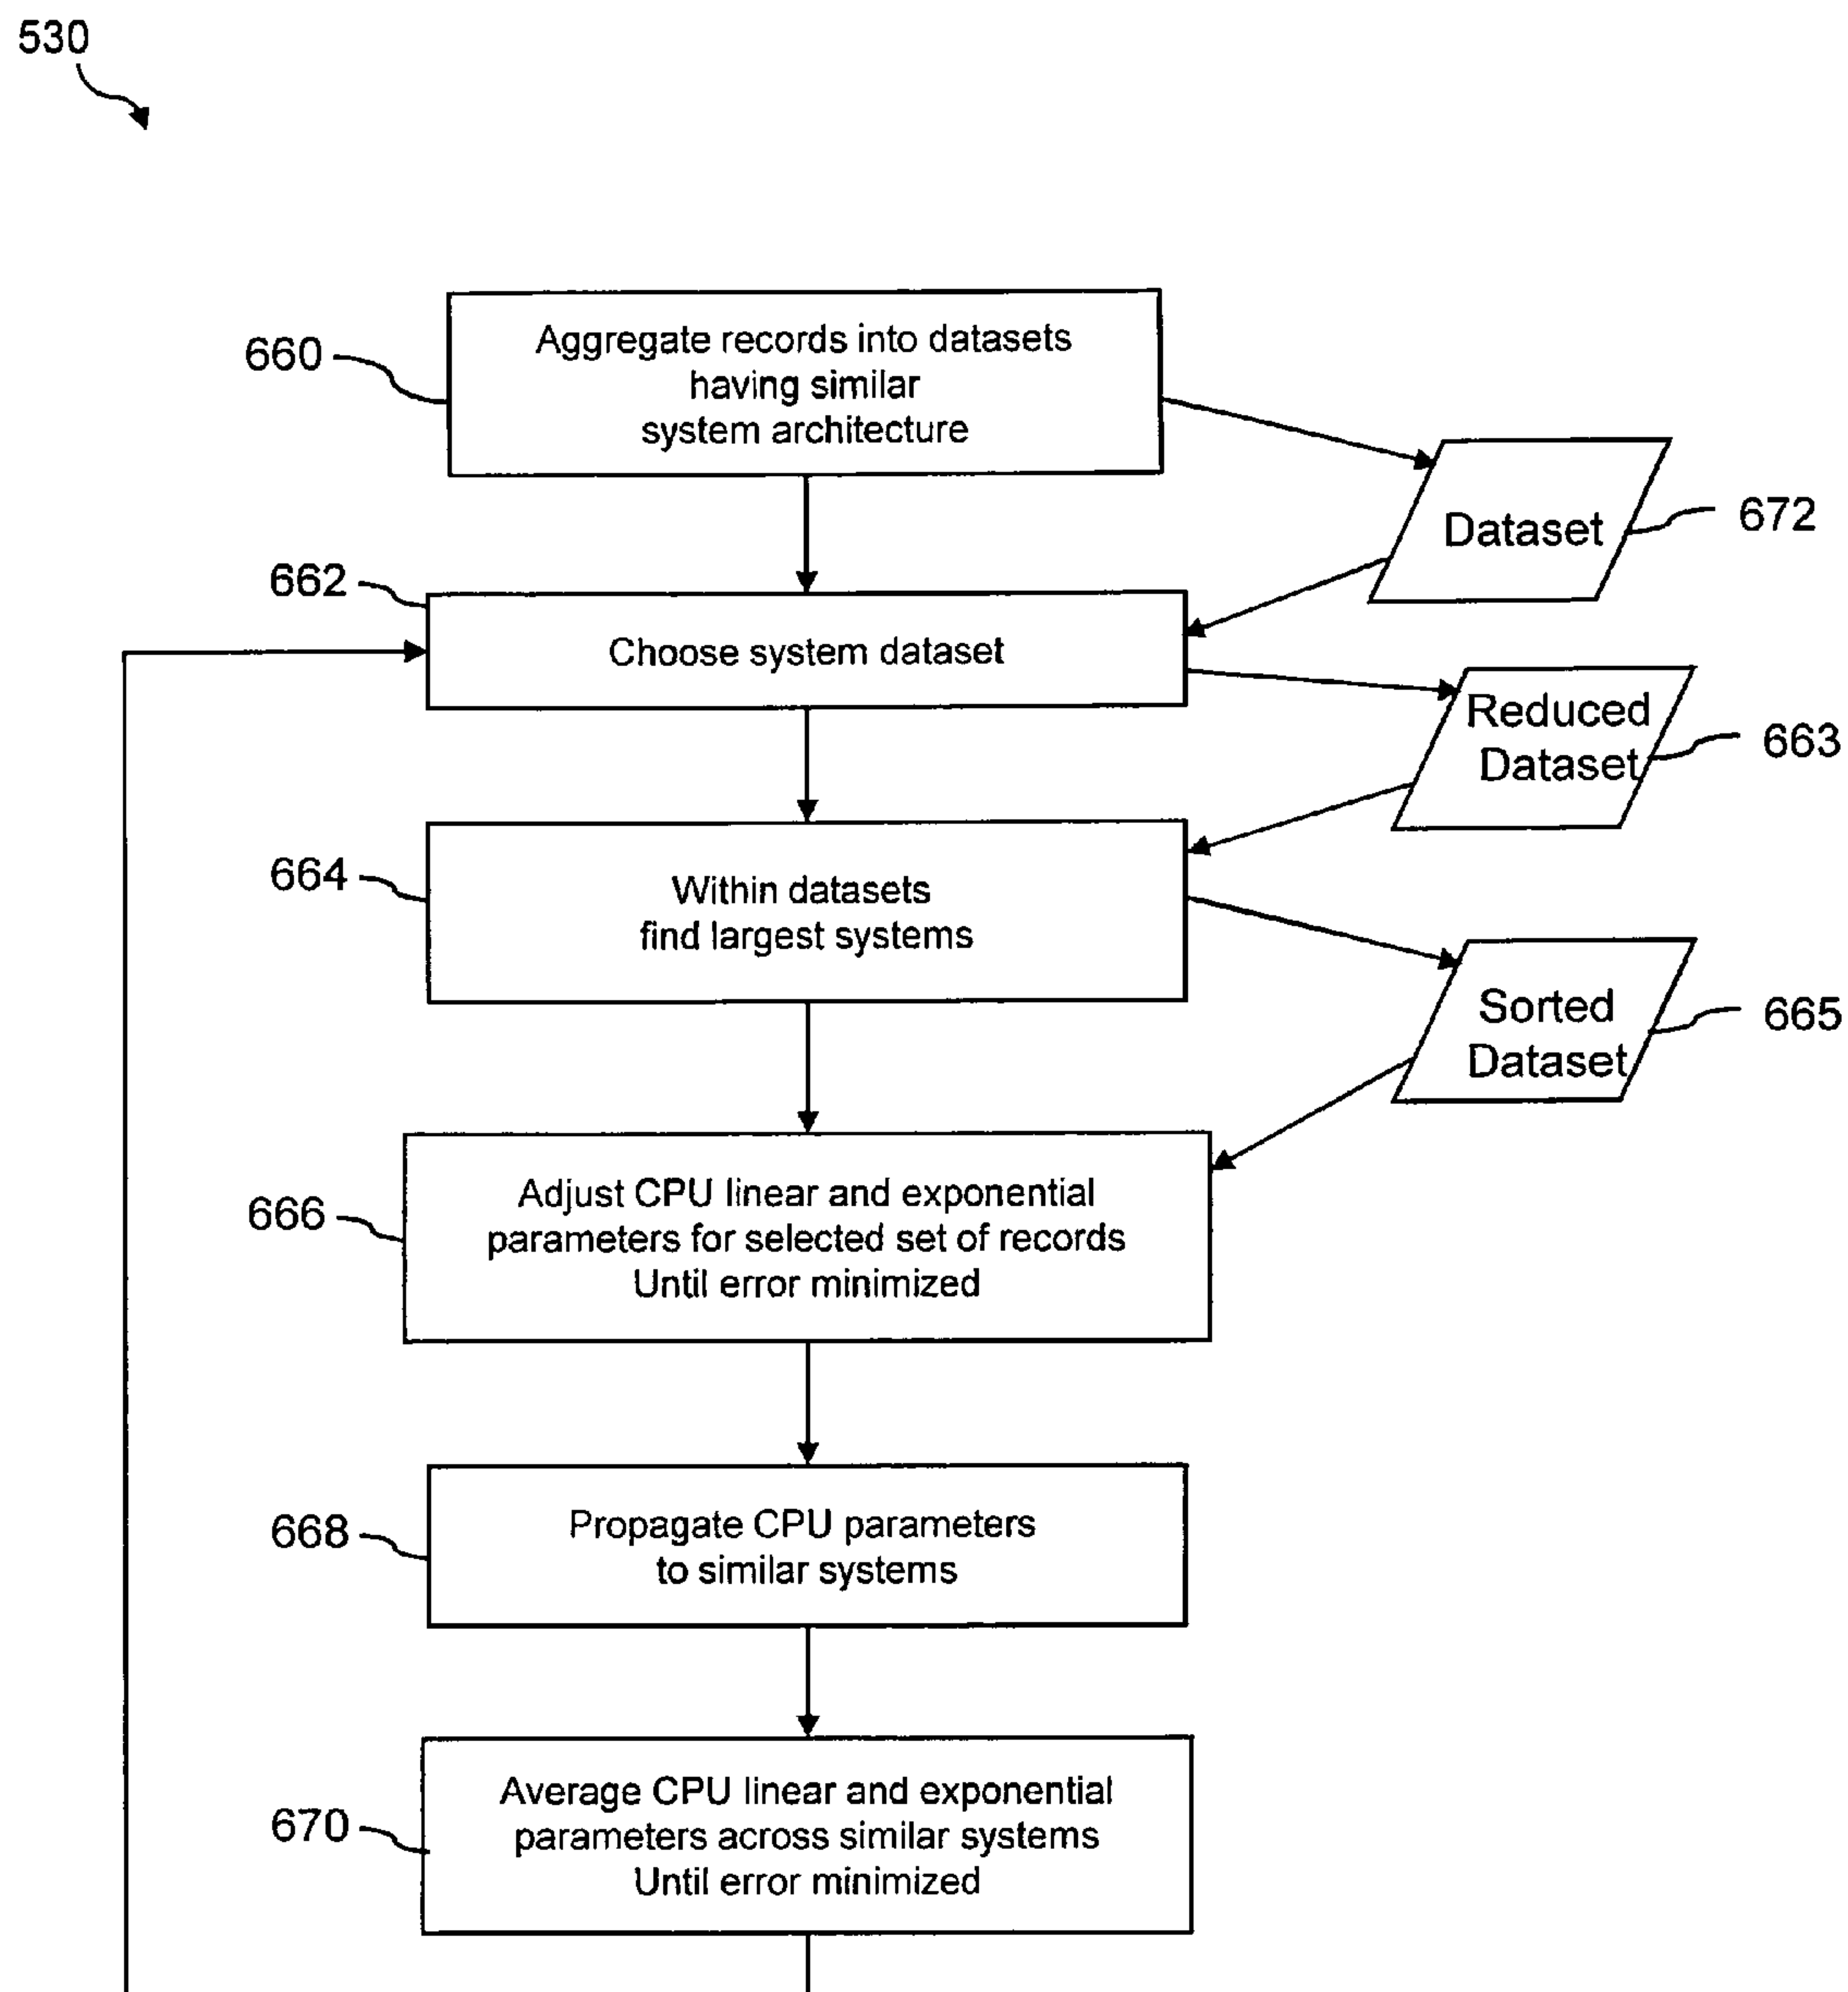 530
660
Aggregate records into datasets
having similar
system architecture
Dataset
672
662
Choose system dataset
Reduced
Dataset
663
664
Within datasets
find largest systems
Sorted
Dataset
665
666
Adjust CPU linear and exponential
parameters for selected set of records
Until error minimized
668
Propagate CPU parameters
to similar systems
670
Average CPU linear and exponential
parameters across similar systems
Until error minimized